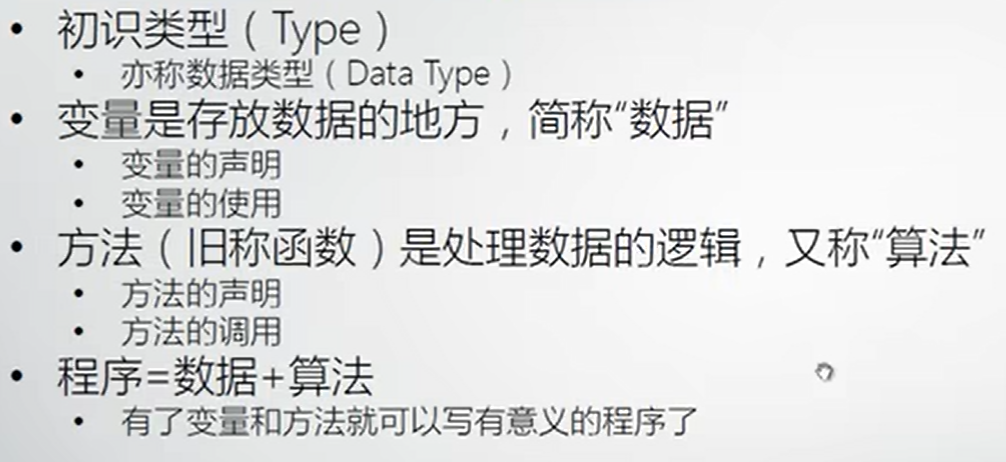 • 初识类型（Type）
• 亦称数据类型（Data Type）
• 变量是存放数据的地方，简称“数据”
• 变量的声明
• 变量的使用
• 方法（旧称函数）是处理数据的逻辑，又称“算法”
• 方法的声明
• 方法的调用
• 程序=数据+算法
• 有了变量和方法就可以写有意义的程序了